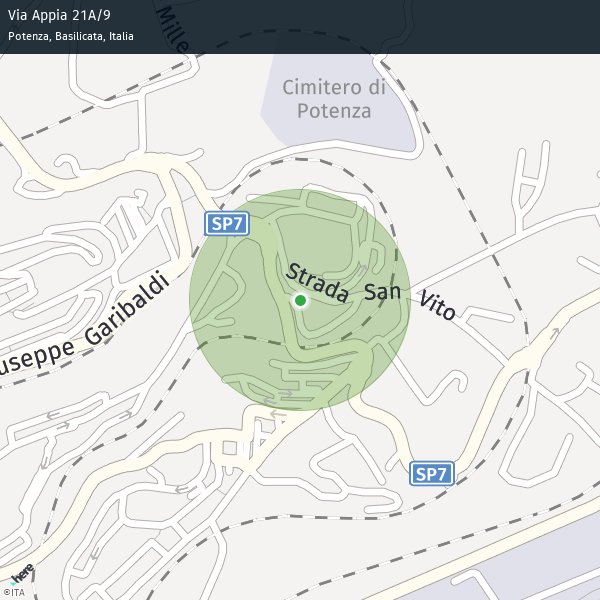 Via Appia 21A/9
Potenza, Basilicata, Italia
Mille
Cimitero di
Potenza
SP7
Strada San Vito
useppe Garibaldi
SP7
here
©ITA